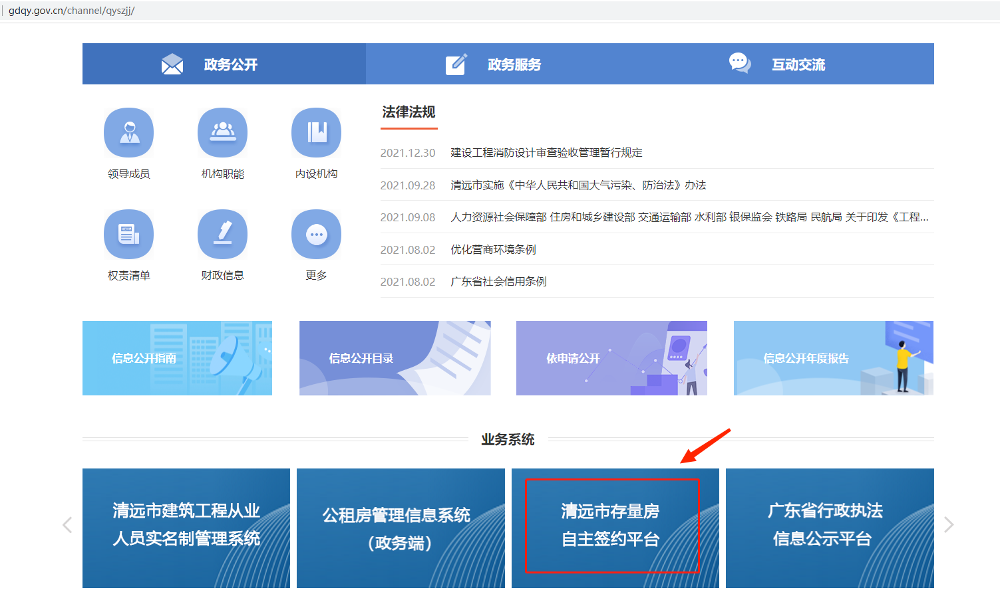 gdqy.gov.cn/channel/qyszjj/
政务公开
政务服务
互动交流
领导成员
机构职能
内设机构
权责清单
财政信息
更多
法律法规
2021.12.30 建设工程消防设计审查验收管理暂行规定
2021.09.28 清远市实施《中华人民共和国大气污染、防治法》办法
2021.09.08 人力资源社会保障部 住房和城乡建设部 交通运输部 水利部 银保监会 铁路局 民航局 关于印发《工程...
2021.08.02 优化营商环境条例
2021.08.02 广东省社会信用条例
信息公开指南
信息公开目录
依申请公开
信息公开年度报告
业务系统
清远市建筑工程从业
人员实名制管理系统
公租房管理信息系统
（政务端）
清远市存量房
自主签约平台
广东省行政执法
信息公示平台